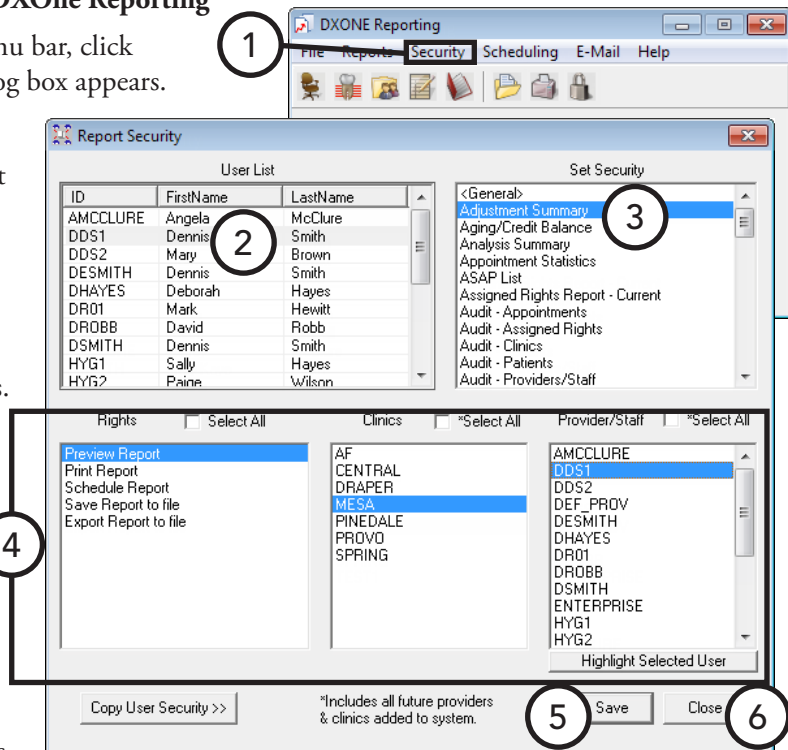 DXOne Reporting
nu bar, click
og box appears.
1
DXONE Reporting
File Reports Security Scheduling E-Mail Help
Report Security
User List
Set Security
t
ID FirstName LastName
AMCCLURE Angela McClure
DDS1 Dennis Smith
DDS2 Mary Brown
DESMITH Dennis Smith
DHAYES Deborah Hayes
DR01 Mark Hewitt
DROBB David Robb
DSMITH Dennis Smith
HYG1 Sally Hayes
HYG2 Paige Wilson
2
<General>
Adjustment Summary
Aging/Credit Balance
Analysis Summary
Appointment Statistics
ASAP List
Assigned Rights Report - Current
Audit - Appointments
Audit - Assigned Rights
Audit - Clinics
Audit - Patients
Audit - Providers/Staff
3
s.
Rights Select All
Clinics *Select All
Provider/Staff *Select All
Preview Report
Print Report
Schedule Report
Save Report to file
Export Report to file
4
AF
CENTRAL
DRAPER
MESA
PINEDALE
PROVO
SPRING
AMCCLURE
DDS1
DDS2
DEF_PROV
DESMITH
DHAYES
DR01
DROBB
DSMITH
ENTERPRISE
HYG1
HYG2
Highlight Selected User
Copy User Security >>
*Includes all future providers
& clinics added to system.
5
Save
Close
6